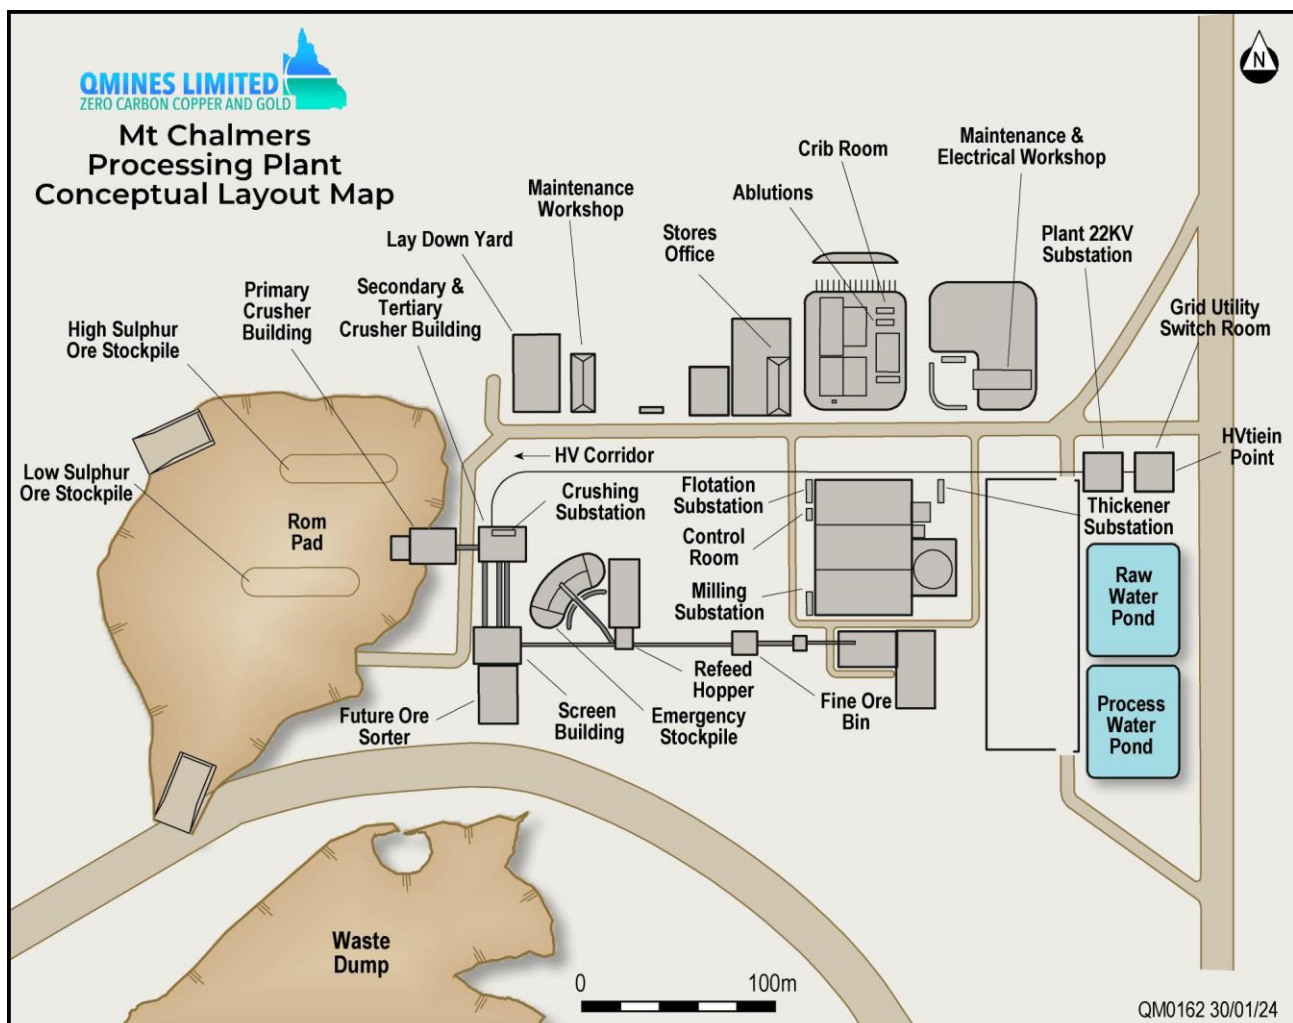 QMINES LIMITED
ZERO CARBON COPPER AND GOLD
Mt Chalmers
Processing Plant
Conceptual Layout Map
N
Crib Room
Maintenance &
Electrical Workshop
Maintenance
Workshop
Ablutions
Lay Down Yard
Stores
Office
Plant 22KV
Substation
Primary
Crusher
Building
Secondary &
Tertiary
Crusher Building
Grid Utility
Switch Room
High Sulphur
Ore Stockpile
HVtiein
Point
HV Corridor
Low Sulphur
Ore Stockpile
Crushing
Substation
Flotation
Substation
Thickener
Substation
Rom
Pad
Control
Room
Raw
Water
Pond
Milling
Substation
Refeed
Hopper
Fine Ore
Bin
Future Ore
Sorter
Screen
Building
Emergency
Stockpile
Process
Water
Pond
Waste
Dump
0 100m
QM0162 30/01/24